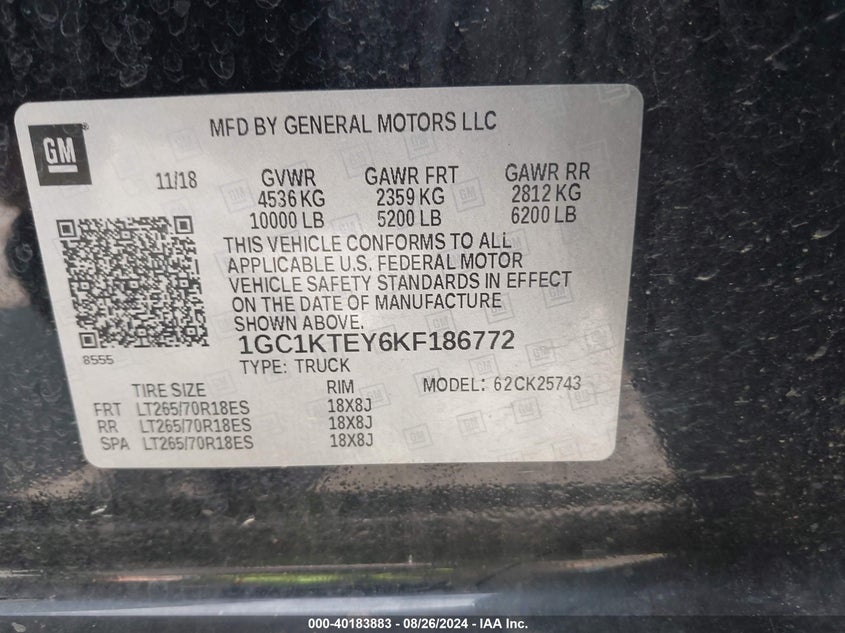 MFD BY GENERAL MOTORS LLC
GM
11/18 GVWR GAWR FRT GAWR RR
4536 KG 2359 KG 2812 KG
10000 LB 5200 LB 6200 LB
THIS VEHICLE CONFORMS TO ALL
APPLICABLE U.S. FEDERAL MOTOR
VEHICLE SAFETY STANDARDS IN EFFECT
ON THE DATE OF MANUFACTURE
SHOWN ABOVE.
8555
1GC1KTEY6KF186772
TYPE: TRUCK
TIRE SIZE RIM MODEL: 62CK25743
FRT LT265/70R18ES 18X8J
RR LT265/70R18ES 18X8J
SPA LT265/70R18ES 18X8J
000-40183883 / 08/26/2024 - IAA Inc.